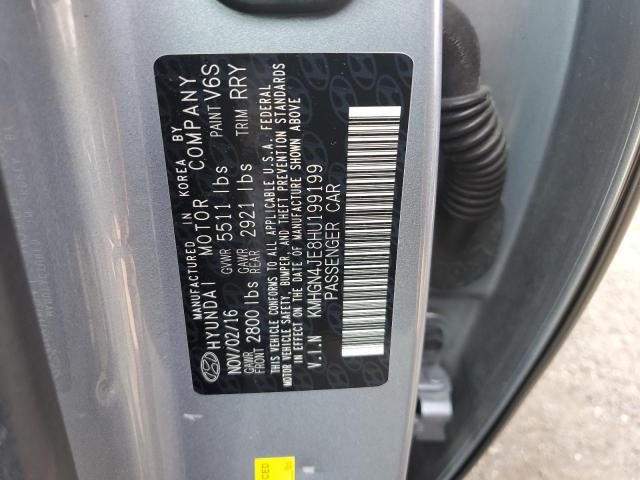 MANUFACTURED IN KOREA BY
HYUNDAI MOTOR COMPANY
NOV/02/16 GVWR 5511 lbs PAINT V6S
GAWR FRONT 2800 lbs GAWR REAR 2921 lbs TRIM RRY
THIS VEHICLE CONFORMS TO ALL APPLICABLE U.S.A. FEDERAL
MOTOR VEHICLE SAFETY, BUMPER, AND THEFT PREVENTION STANDARDS
IN EFFECT ON THE DATE OF MANUFACTURE SHOWN ABOVE
V.I.N KMHGN4JE8HU199199
PASSENGER CAR